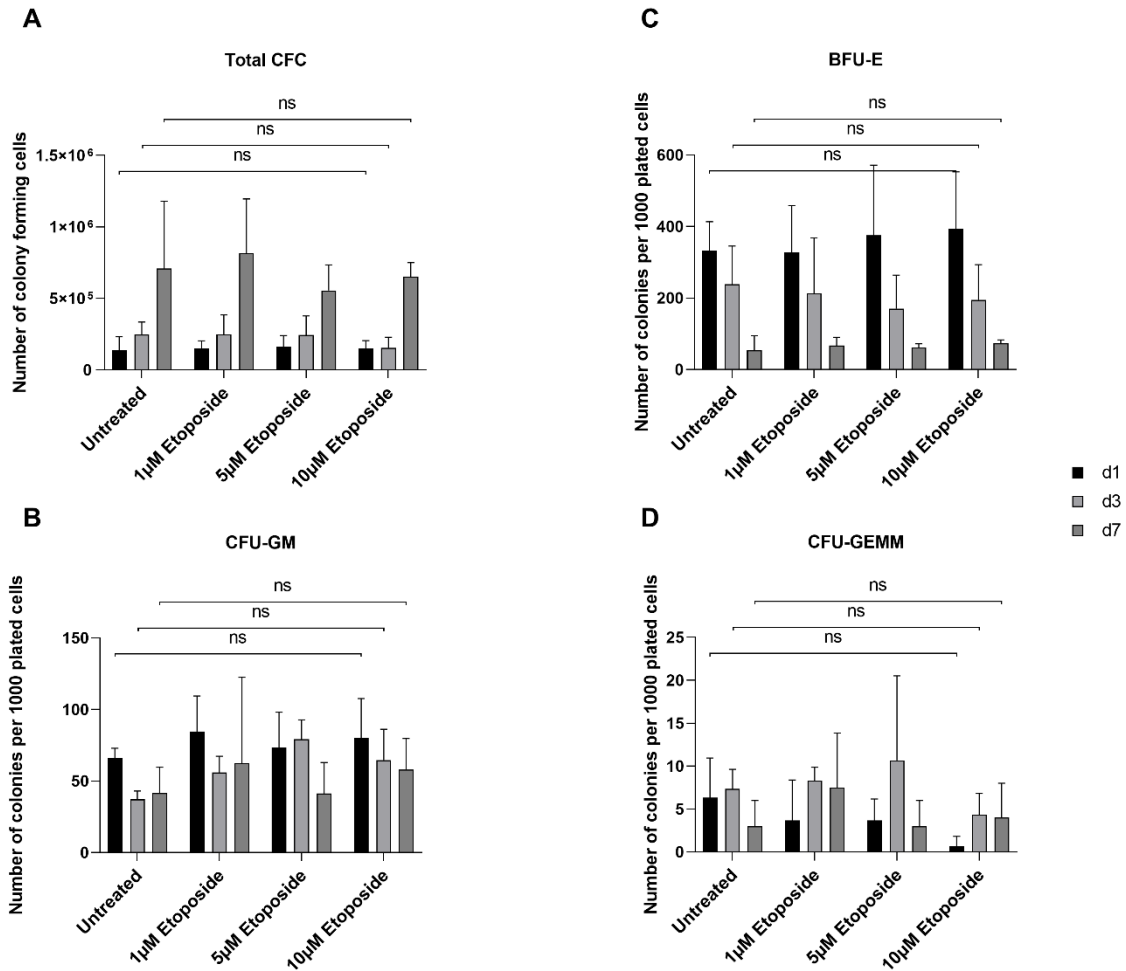 A
Total CFC
Number of colony forming cells
ns
ns
ns
1.5×10⁶
1×10⁶
5×10⁵
0
Untreated
1µM Etoposide
5µM Etoposide
10µM Etoposide
C
BFU-E
Number of colonies per 1000 plated cells
ns
ns
ns
600
400
200
0
Untreated
1µM Etoposide
5µM Etoposide
10µM Etoposide
d1
d3
d7
B
CFU-GM
Number of colonies per 1000 plated cells
ns
ns
ns
150
100
50
0
Untreated
1µM Etoposide
5µM Etoposide
10µM Etoposide
D
CFU-GEMM
Number of colonies per 1000 plated cells
ns
ns
ns
25
20
15
10
5
0
Untreated
1µM Etoposide
5µM Etoposide
10µM Etoposide